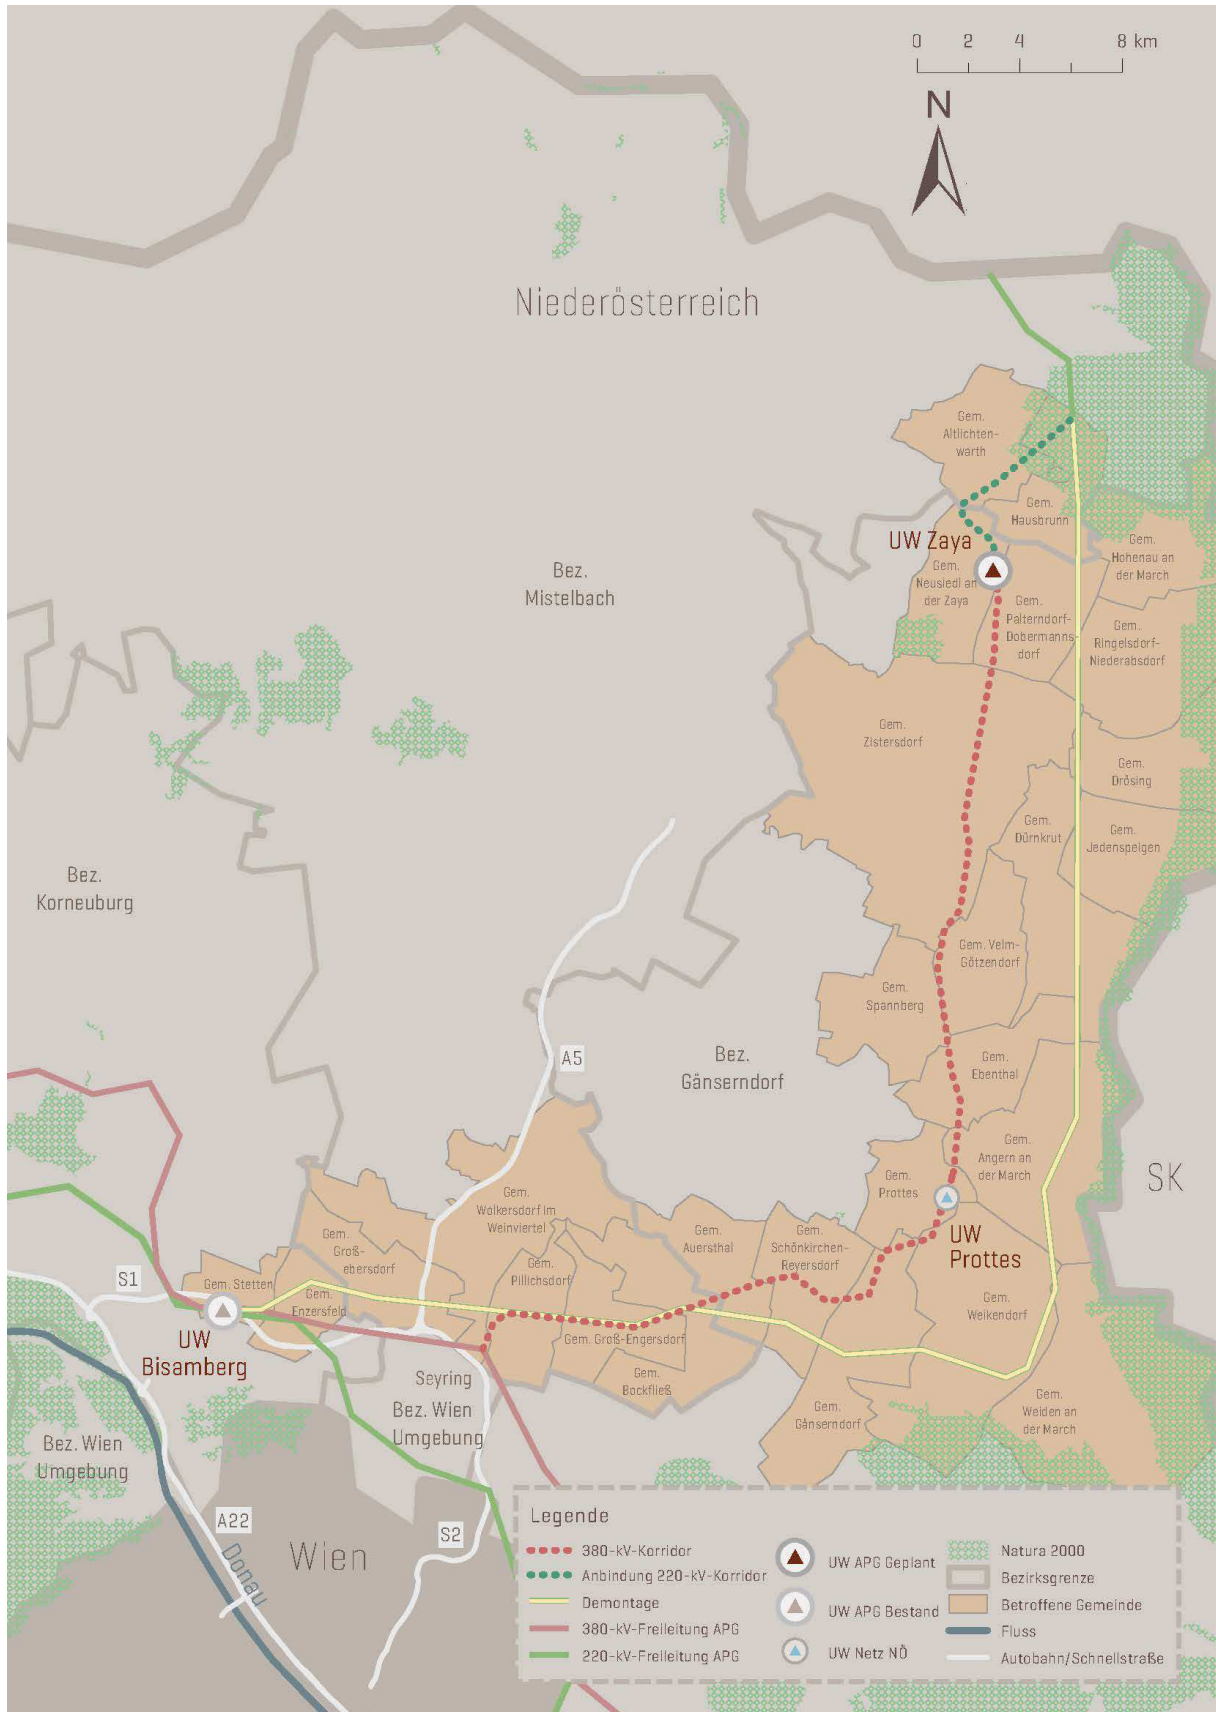 0 2 4 8 km
N
Niederösterreich
Gem.
Altlichten-
warth
Gem.
Hausbrunn
UW Zaya
Gem.
Neusiedl an
der Zaya
Gem.
Hohenau an
der March
Bez.
Mistelbach
Gem.
Palterndorf-
Dobermanns
dorf
Gem.
Ringelsdorf-
Niederabsdorf
Gem.
Zistersdorf
Gem.
Drösing
Gem.
Dürnkrut
Gem.
Jedenspeigen
Bez.
Korneuburg
Gem. Velm-
Götzendorf
Gem.
Spannberg
A5
Bez.
Gänserndorf
Gem.
Ebenthal
Gem.
Angern an
der March
SK
Gem.
Prottes
UW
Prottes
Gem.
Wolkersdorf im
Weinviertel
Gem.
Groß-
ebersdorf
Gem.
Auersthal
Gem.
Schönkirchen-
Reyersdorf
Gem.
Pillichsdorf
S1
Gem. Stetten
Gem.
Enzersfeld
Gem.
Weikendorf
UW
Bisamberg
Gem. Groß-Engersdorf
Gem.
Bockfließ
Seyring
Bez. Wien
Umgebung
Gem.
Gänserndorf
Gem.
Weiden an
der March
Bez. Wien
Umgebung
A22
S2
Donau
Wien
Legende
380-kV-Korridor
Anbindung 220-kV-Korridor
Demontage
380-kV-Freileitung APG
220-kV-Freileitung APG
UW APG Geplant
UW APG Bestand
UW Netz NÖ
Natura 2000
Bezirksgrenze
Betroffene Gemeinde
Fluss
Autobahn/Schnellstraße